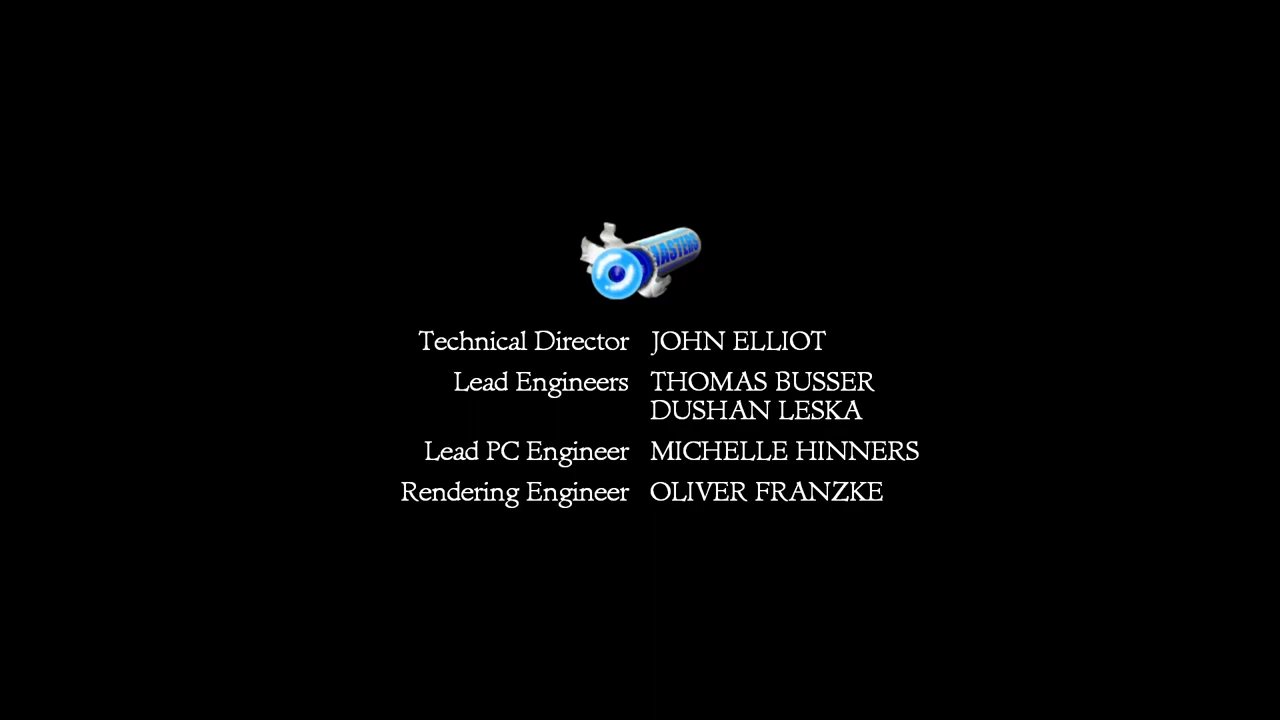 MASTERS
Technical Director JOHN ELLIOT
Lead Engineers THOMAS BUSSER
DUSHAN LESKA
Lead PC Engineer MICHELLE HINNERS
Rendering Engineer OLIVER FRANZKE